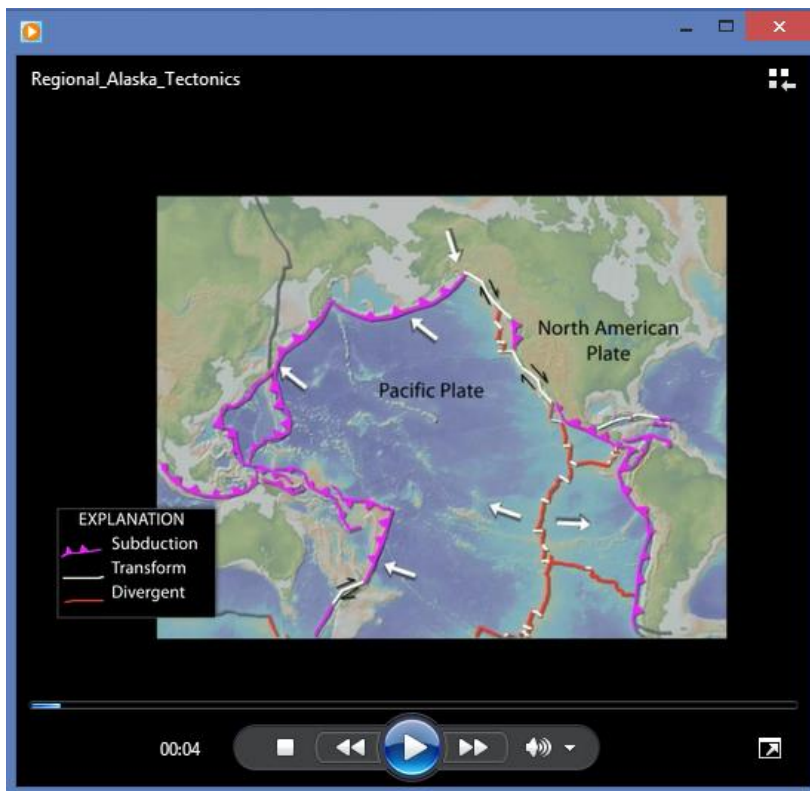 Regional_Alaska_Tectonics
North American
Plate
Pacific Plate
EXPLANATION
Subduction
Transform
Divergent
00:04